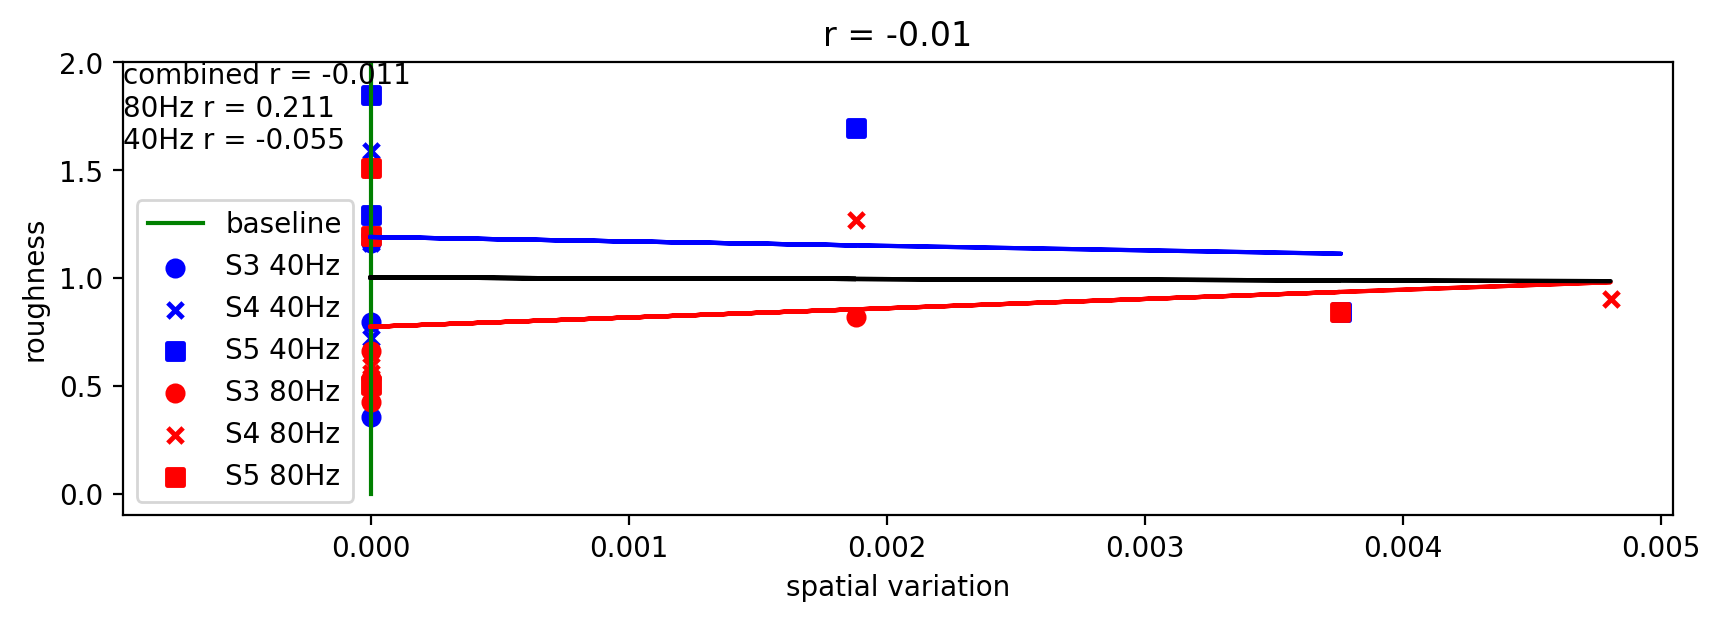 r = -0.01
combined r = -0.011
80Hz r = 0.211
40Hz r = -0.055
2.0
1.5
1.0
0.5
0.0
roughness
baseline
S3 40Hz
S4 40Hz
S5 40Hz
S3 80Hz
S4 80Hz
S5 80Hz
0.000 0.001 0.002 0.003 0.004 0.005
spatial variation